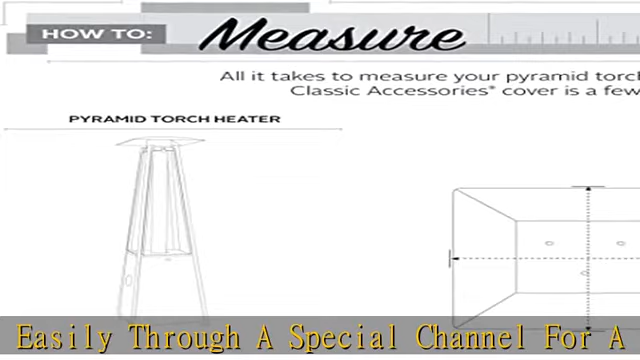 HOW TO: Measure
All it takes to measure your pyramid torch
Classic Accessories® cover is a few
PYRAMID TORCH HEATER
Easily Through A Special Channel For A